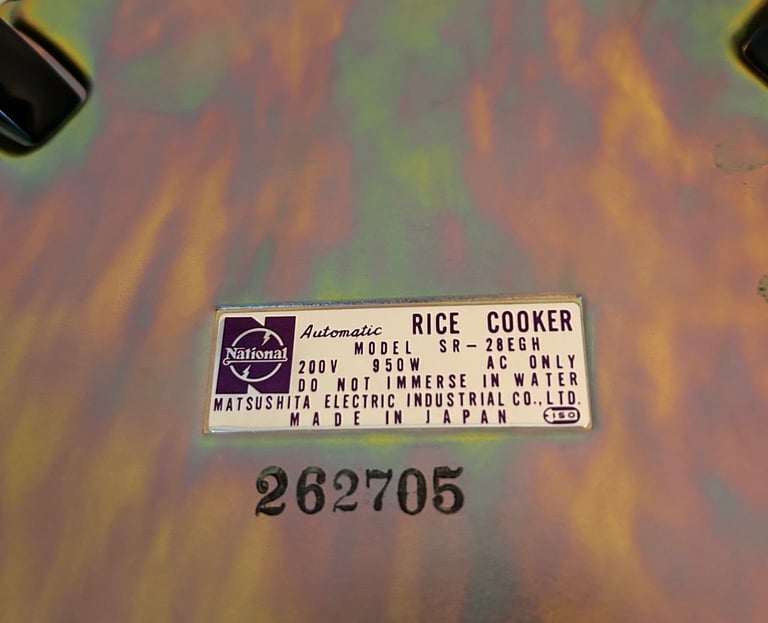 National
Automatic RICE COOKER
MODEL SR-28EGH
200V 950W AC ONLY
DO NOT IMMERSE IN WATER
MATSUSHITA ELECTRIC INDUSTRIAL CO., LTD.
MADE IN JAPAN ISO
262705